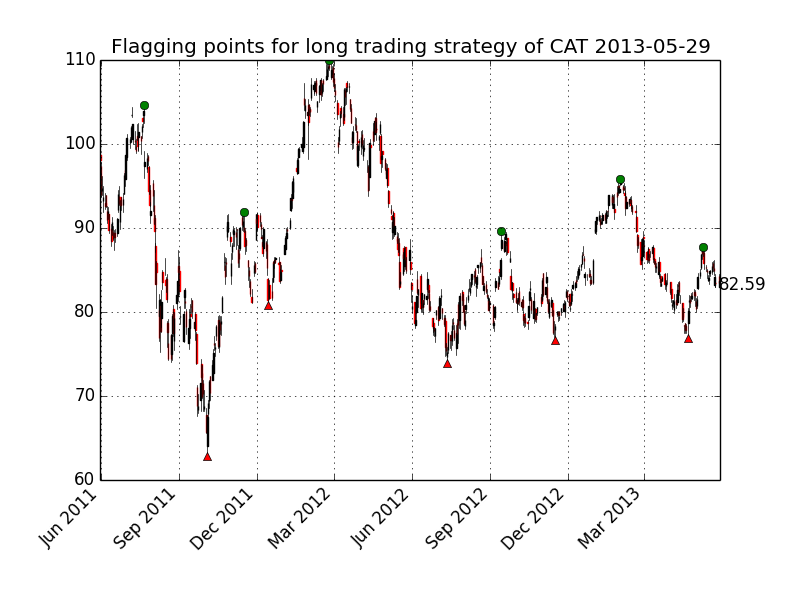 Flagging points for long trading strategy of CAT 2013-05-29
110
100
90
80
70
60
82.59
Jun 2011
Sep 2011
Dec 2011
Mar 2012
Jun 2012
Sep 2012
Dec 2012
Mar 2013